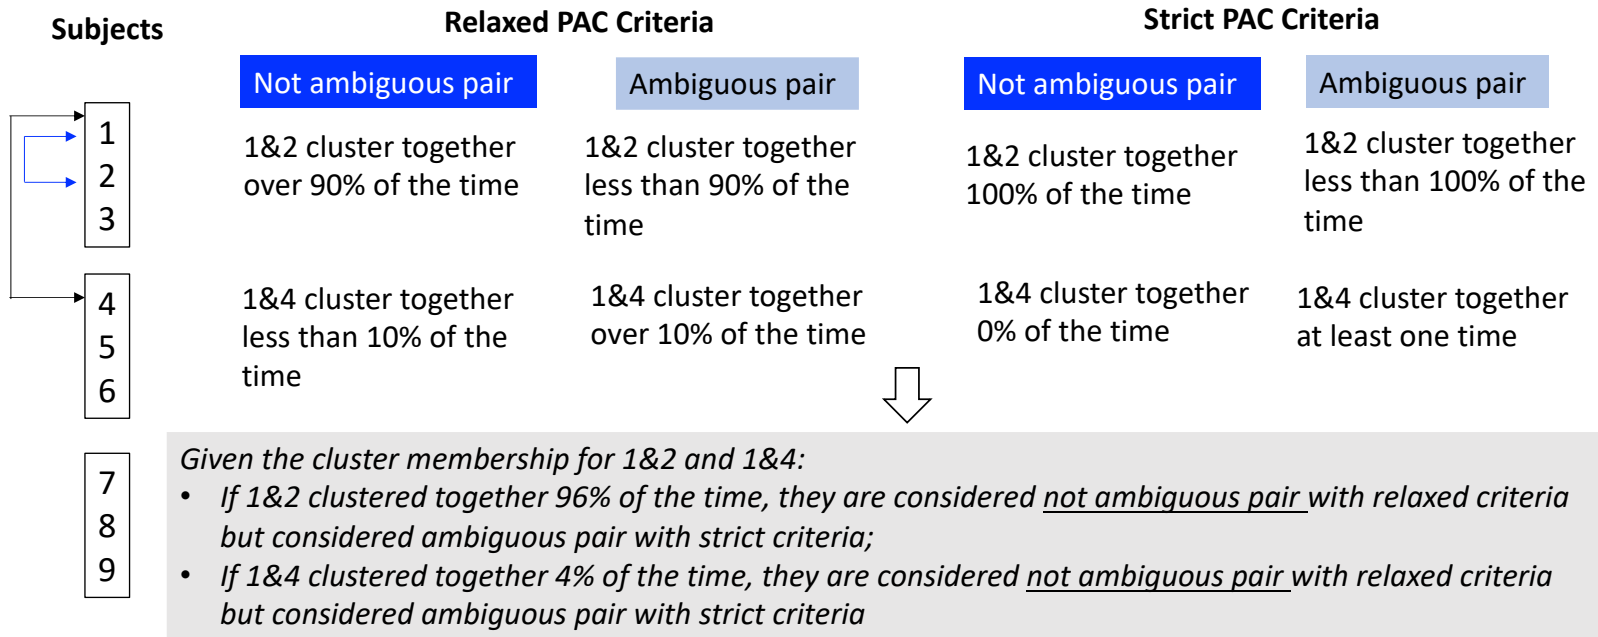 Subjects
Relaxed PAC Criteria
Strict PAC Criteria
Not ambiguous pair
Ambiguous pair
Not ambiguous pair
Ambiguous pair
1
2
3
1&2 cluster together
over 90% of the time
1&2 cluster together
less than 90% of the
time
1&2 cluster together
100% of the time
1&2 cluster together
less than 100% of the
time
4
5
6
1&4 cluster together
less than 10% of the
time
1&4 cluster together
over 10% of the time
1&4 cluster together
0% of the time
1&4 cluster together
at least one time
7
8
9
Given the cluster membership for 1&2 and 1&4:
• If 1&2 clustered together 96% of the time, they are considered not ambiguous pair with relaxed criteria
but considered ambiguous pair with strict criteria;
• If 1&4 clustered together 4% of the time, they are considered not ambiguous pair with relaxed criteria
but considered ambiguous pair with strict criteria